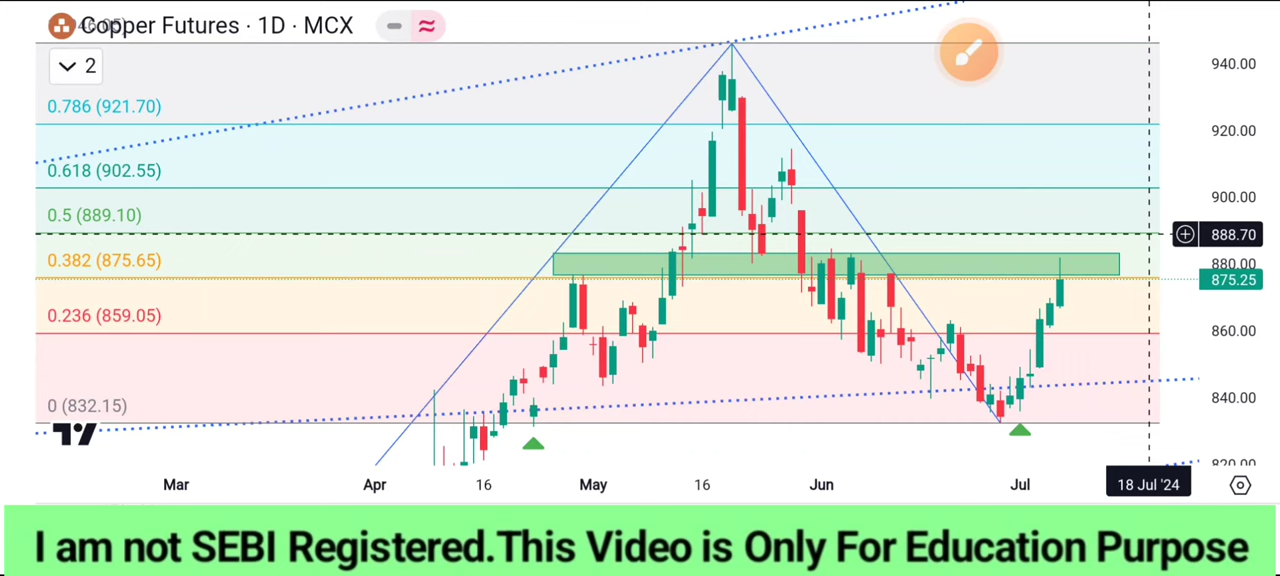 Copper Futures · 1D · MCX
2
940.00
0.786 (921.70)
920.00
0.618 (902.55)
900.00
0.5 (889.10)
888.70
0.382 (875.65)
880.00
875.25
0.236 (859.05)
860.00
0 (832.15)
840.00
820.00
Mar
Apr
16
May
16
Jun
Jul
18 Jul '24
I am not SEBI Registered.This Video is Only For Education Purpose